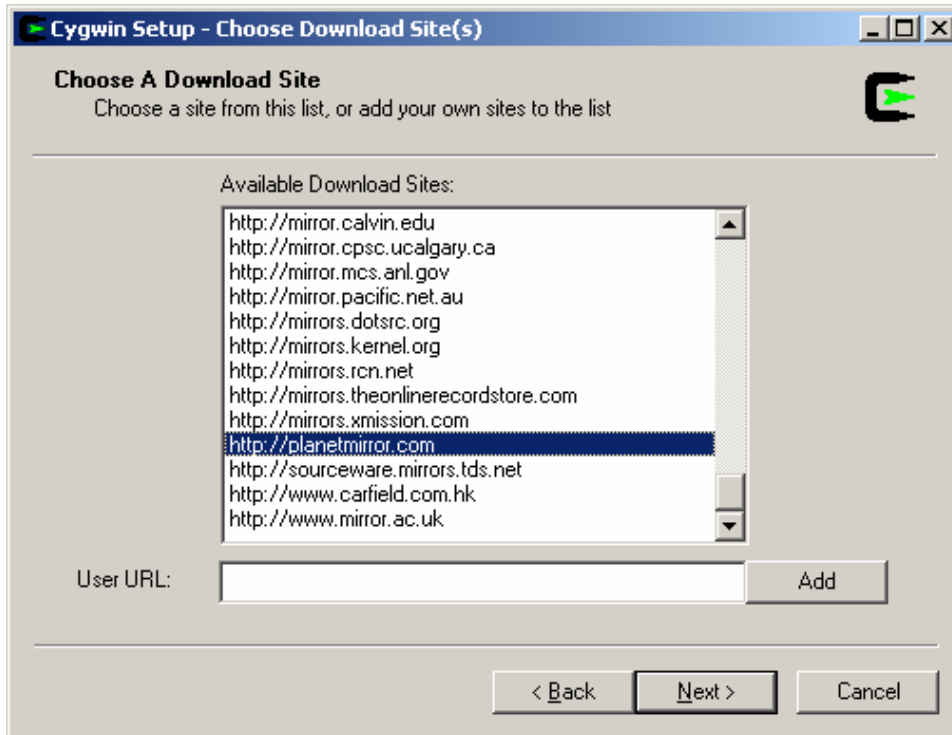 Cygwin Setup - Choose Download Site(s)
Choose A Download Site
Choose a site from this list, or add your own sites to the list
Available Download Sites:
http://mirror.calvin.edu
http://mirror.cpsc.ucalgary.ca
http://mirror.mcs.anl.gov
http://mirror.pacific.net.au
http://mirrors.dotsrc.org
http://mirrors.kernel.org
http://mirrors.rcn.net
http://mirrors.theonlinerecordstore.com
http://mirrors.xmission.com
http://planetmirror.com
http://sourceware.mirrors.tds.net
http://www.carfield.com.hk
http://www.mirror.ac.uk
User URL: Add
< Back Next > Cancel